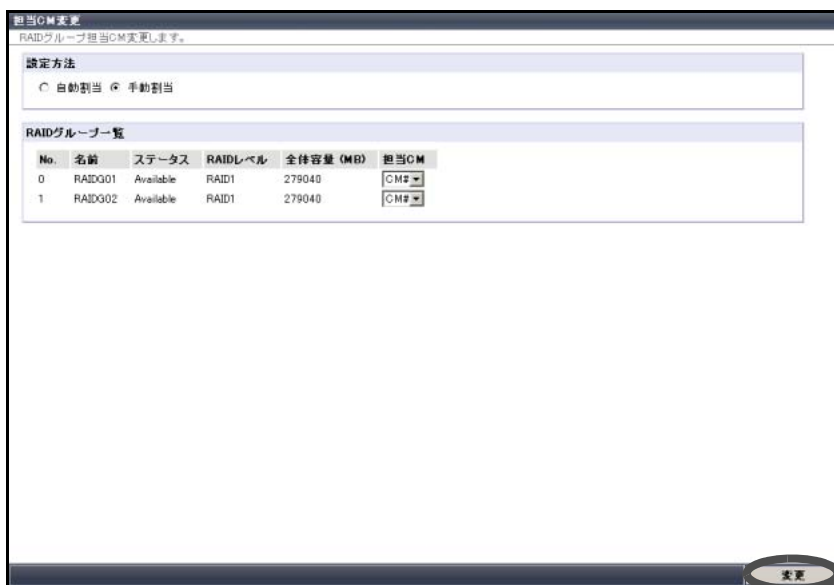 担当CM変更
RAIDグループ担当CM変更します。
設定方法
自動割当 手動割当
RAIDグループ一覧
No. 名前 ステータス RAIDレベル 全体容量 (MB) 担当CM
0 RAIDG01 Available RAID1 279040 CM#
1 RAIDG02 Available RAID1 279040 CM#
変更